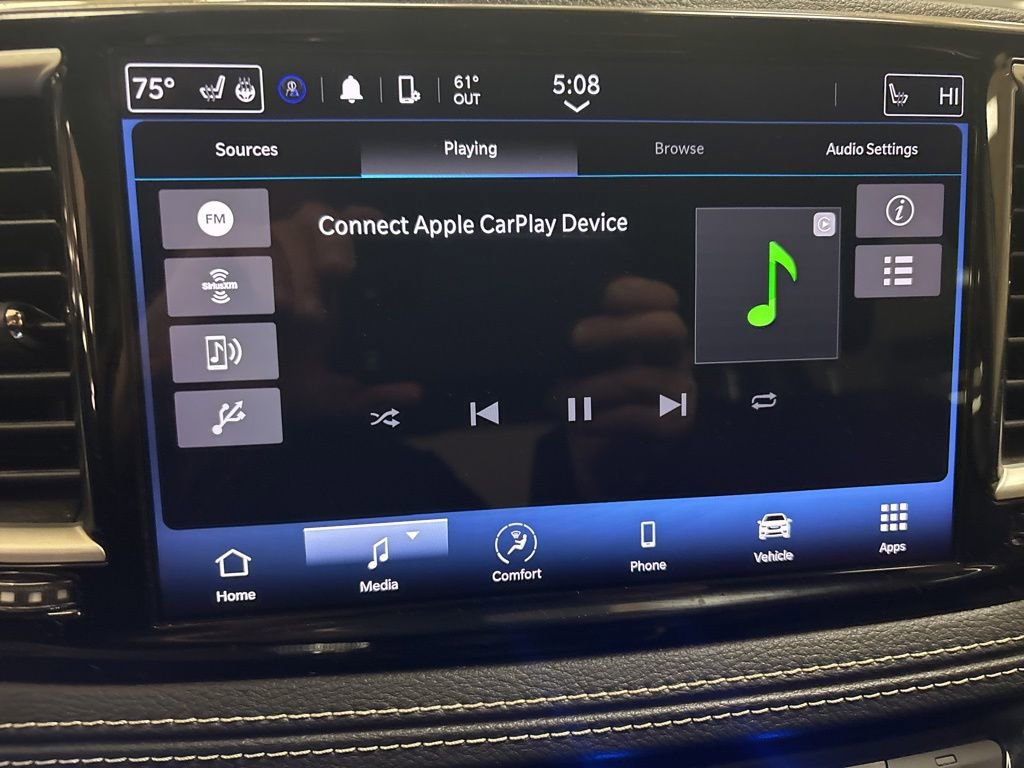 75°
61°
OUT
5:08
HI
Sources
Playing
Browse
Audio Settings
FM
Connect Apple CarPlay Device
SiriusXM
Home
Media
Comfort
Phone
Vehicle
Apps